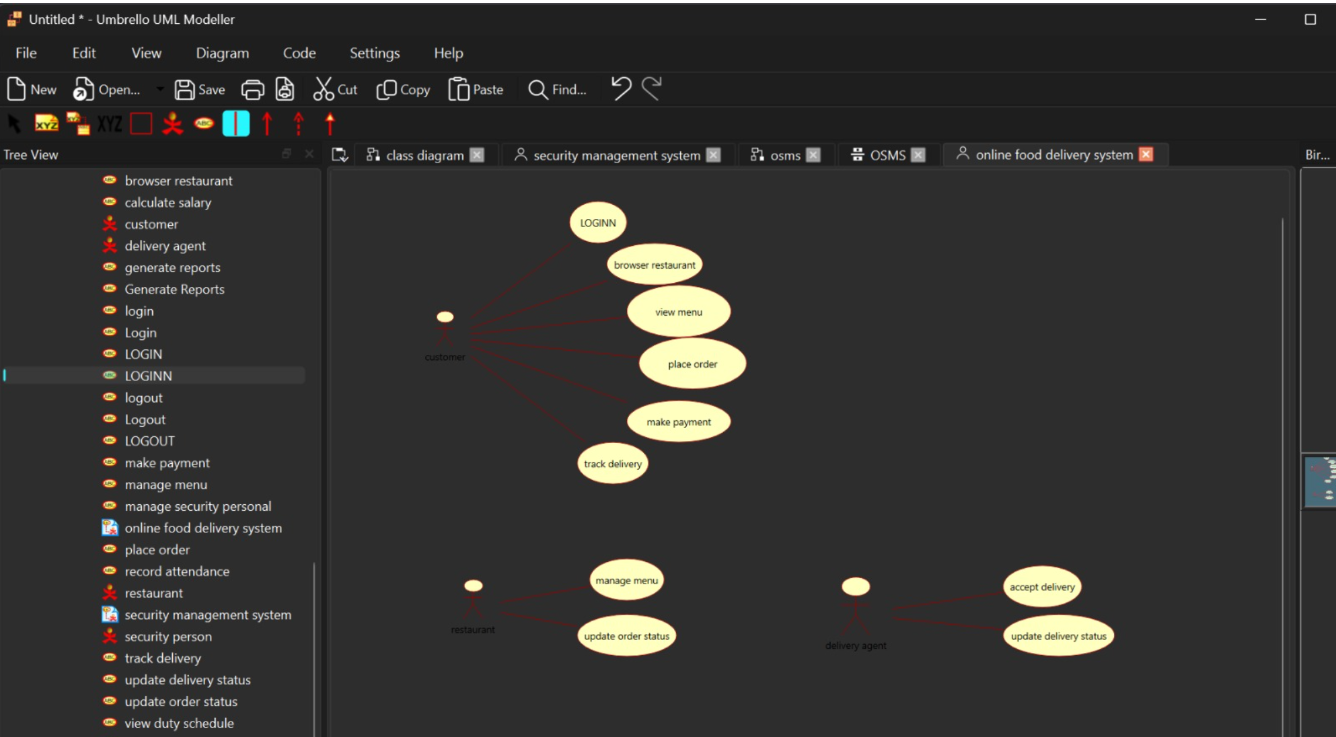 Untitled * - Umbrello UML Modeller
File Edit View Diagram Code Settings Help
New Open... Save Cut Copy Paste Find...
XYZ XYZ ABC
Tree View
class diagram security management system osms OSMS online food delivery system
Bir...
browser restaurant
calculate salary
customer
delivery agent
generate reports
Generate Reports
login
Login
LOGIN
LOGINN
logout
Logout
LOGOUT
make payment
manage menu
manage security personal
online food delivery system
place order
record attendance
restaurant
security management system
security person
track delivery
update delivery status
update order status
view duty schedule
LOGINN
browser restaurant
view menu
customer
place order
make payment
track delivery
manage menu
restaurant
update order status
accept delivery
delivery agent
update delivery status